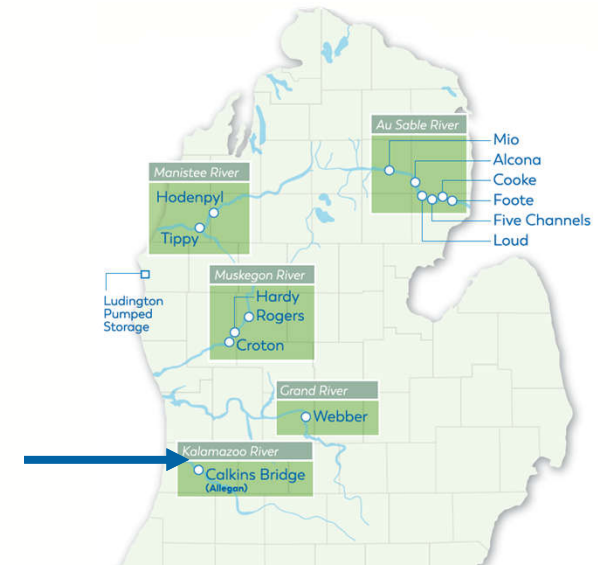 Au Sable River
Mio
Alcona
Cooke
Foote
Five Channels
Loud
Manistee River
Hodenpyl
Tippy
Ludington
Pumped
Storage
Muskegon River
Hardy
Rogers
Croton
Grand River
Webber
Kalamazoo River
Calkins Bridge
(Allegan)